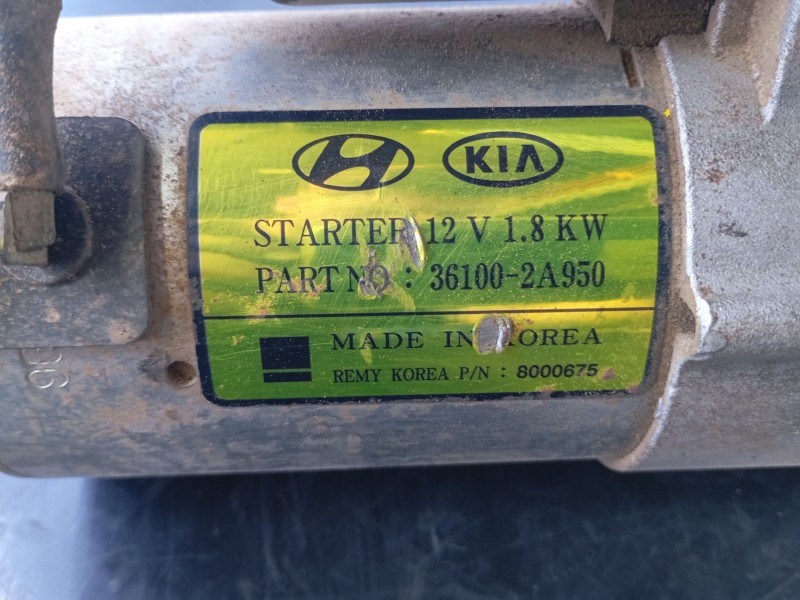 KIA
STARTER 12 V 1.8 KW
PART NO : 36100-2A950
MADE IN KOREA
REMY KOREA P/N : 8000675